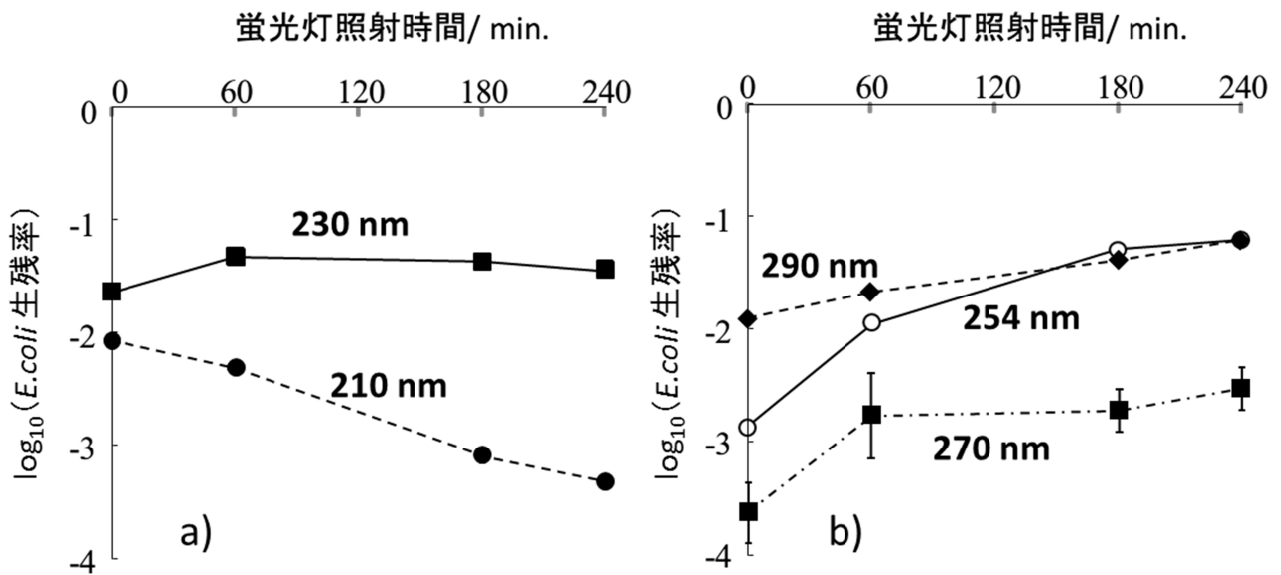 蛍光灯照射時間/ min.
0 60 120 180 240
0
-1
-2
-3
-4
log₁₀(E.coli 生残率)
230 nm
210 nm
a)
蛍光灯照射時間/ min.
0 60 120 180 240
0
-1
-2
-3
-4
log₁₀(E.coli 生残率)
290 nm
254 nm
270 nm
b)